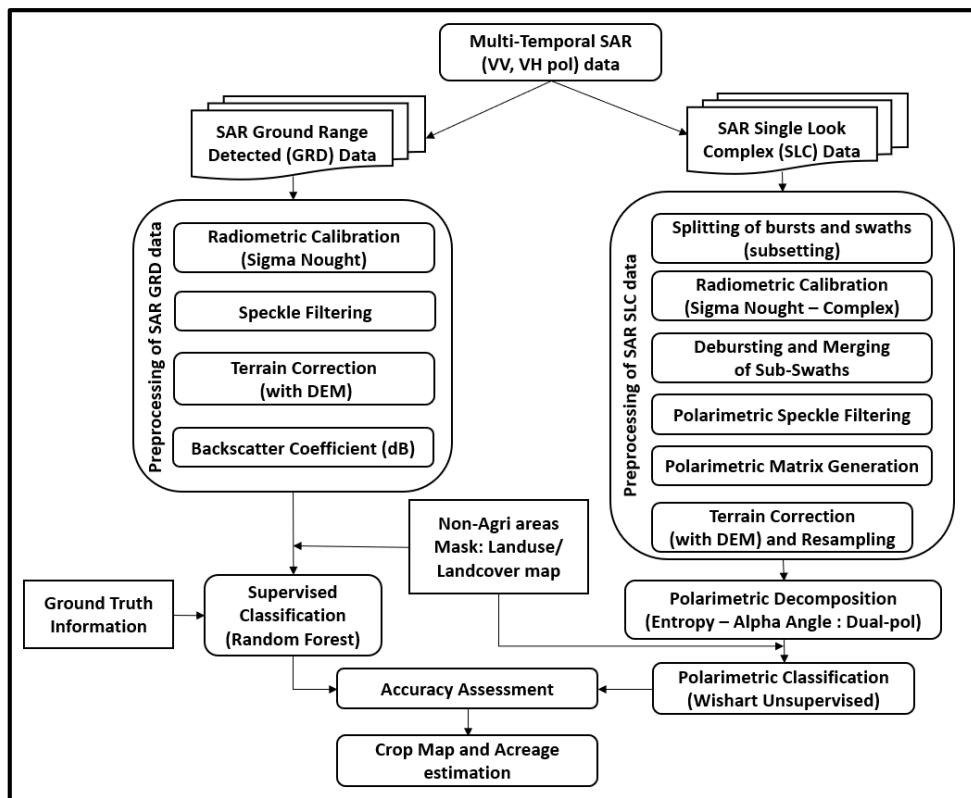 Multi-Temporal SAR
(VV, VH pol) data
SAR Ground Range
Detected (GRD) Data
SAR Single Look
Complex (SLC) Data
Preprocessing of SAR GRD data
Radiometric Calibration
(Sigma Nought)
Speckle Filtering
Terrain Correction
(with DEM)
Backscatter Coefficient (dB)
Preprocessing of SAR SLC data
Splitting of bursts and swaths
(subsetting)
Radiometric Calibration
(Sigma Nought – Complex)
Debursting and Merging
of Sub-Swaths
Polarimetric Speckle Filtering
Polarimetric Matrix Generation
Terrain Correction
(with DEM) and Resampling
Non-Agri areas
Mask: Landuse/
Landcover map
Ground Truth
Information
Supervised
Classification
(Random Forest)
Polarimetric Decomposition
(Entropy – Alpha Angle : Dual-pol)
Polarimetric Classification
(Wishart Unsupervised)
Accuracy Assessment
Crop Map and Acreage
estimation